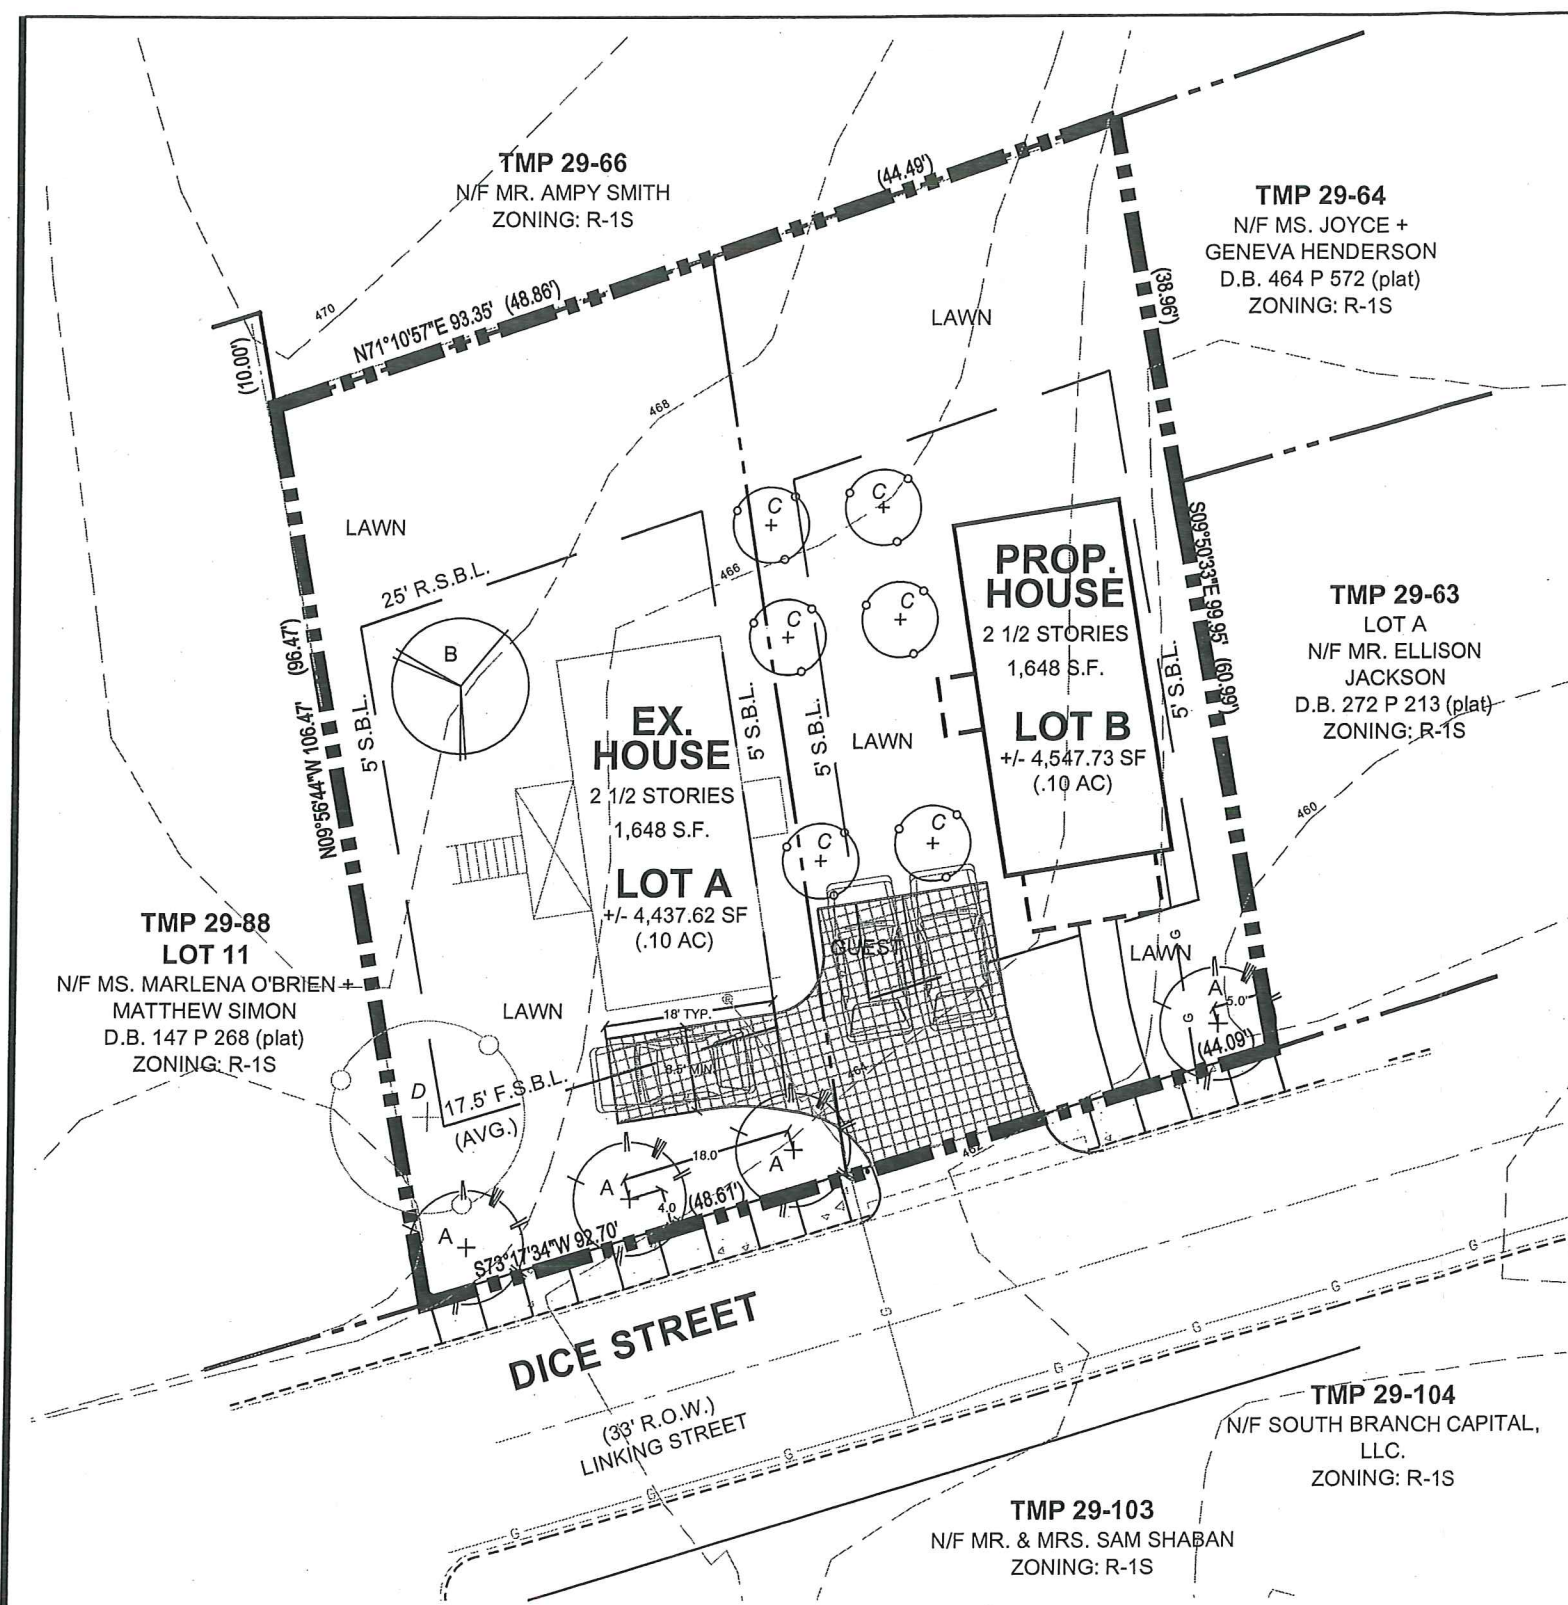 TMP 29-66
N/F MR. AMPY SMITH
ZONING: R-1S
(44.49')
TMP 29-64
N/F MS. JOYCE +
GENEVA HENDERSON
D.B. 464 P 572 (plat)
ZONING: R-1S
470
(10.00')
N71°10'57"E 93.35' (48.86')
(38.96')
LAWN
468
LAWN
C
C
466
25' R.S.B.L.
S09°50'33"E 99.95' (60.99')
PROP.
HOUSE
2 1/2 STORIES
1,648 S.F.
LOT B
+/- 4,547.73 SF
(.10 AC)
TMP 29-63
LOT A
N/F MR. ELLISON
JACKSON
D.B. 272 P 213 (plat)
ZONING: R-1S
C
C
B
N09°56'44"W 106.47' (96.47')
5' S.B.L.
5' S.B.L.
5' S.B.L.
5' S.B.L.
LAWN
EX.
HOUSE
2 1/2 STORIES
1,648 S.F.
LOT A
+/- 4,437.62 SF
(.10 AC)
460
C
C
TMP 29-88
LOT 11
N/F MS. MARLENA O'BRIEN +
MATTHEW SIMON
D.B. 147 P 268 (plat)
ZONING: R-1S
GUEST
LAWN
G
A
5.0'
G
LAWN
18' TYP.
8.5' MIN.
(44.09')
D
17.5' F.S.B.L.
(AVG.)
464
462
18.0
A
A
4.0
(48.61')
A
S73°17'34"W 92.70'
DICE STREET
(33' R.O.W.)
LINKING STREET
G
G
G
G
G
G
G
G
TMP 29-104
N/F SOUTH BRANCH CAPITAL,
LLC.
ZONING: R-1S
TMP 29-103
N/F MR. & MRS. SAM SHABAN
ZONING: R-1S